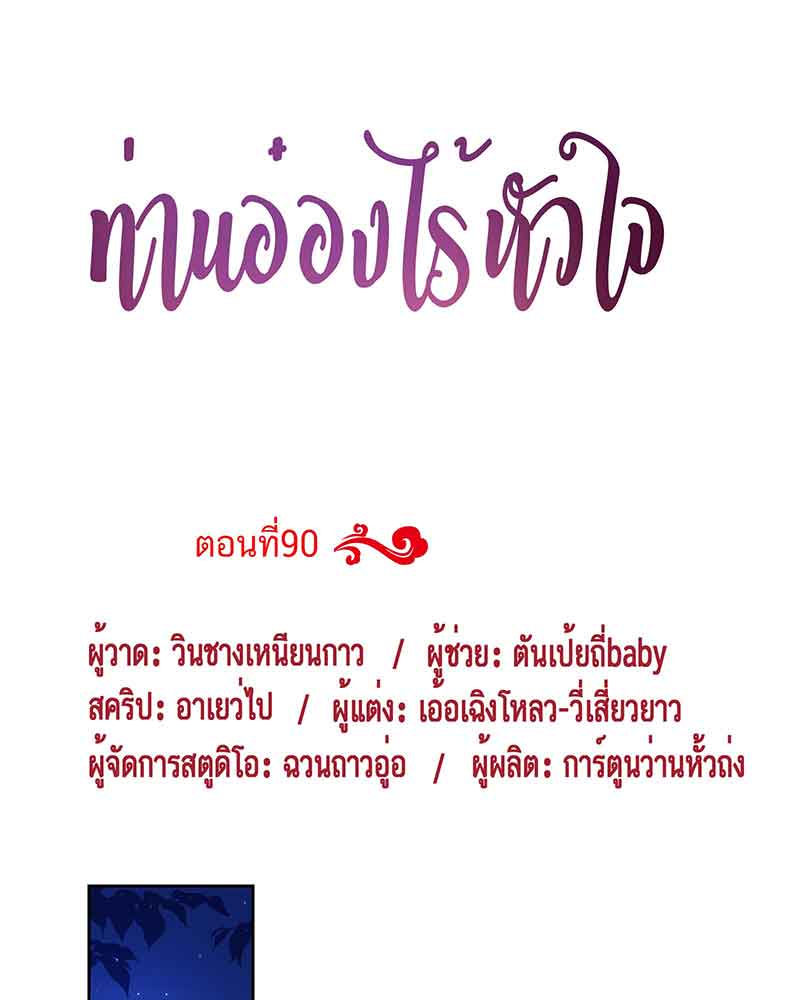 ท่านอ๋องไร้หัวใจ
ตอนที่90
ผู้วาด: วินชางเหนียนกาว / ผู้ช่วย: ตันเป้ยถี่baby
สคริป: อาเยว่ไป / ผู้แต่ง: เอ้อเฉิงโหลว-วี่เสี่ยวยาว
ผู้จัดการสตูดิโอ: ฉวนถาวอู่อ / ผู้ผลิต: การ์ตูนว่านหั้วถ่ง